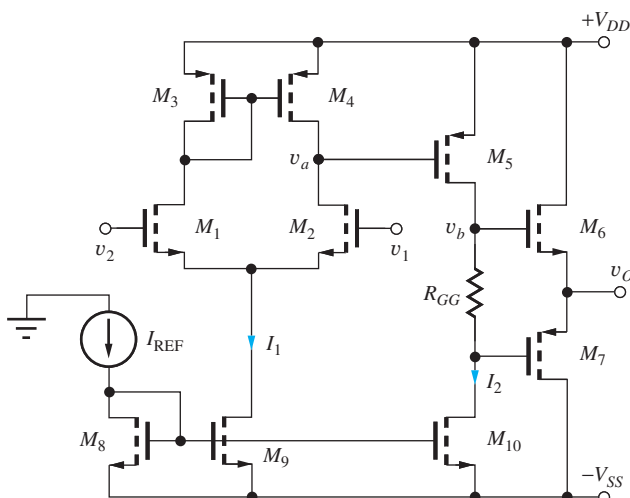 +V_DD
M_3
M_4
v_a
M_5
M_1
M_2
v_b
M_6
v_2
v_1
v_O
R_GG
I_REF
I_1
M_7
I_2
M_8
M_9
M_10
−V_SS